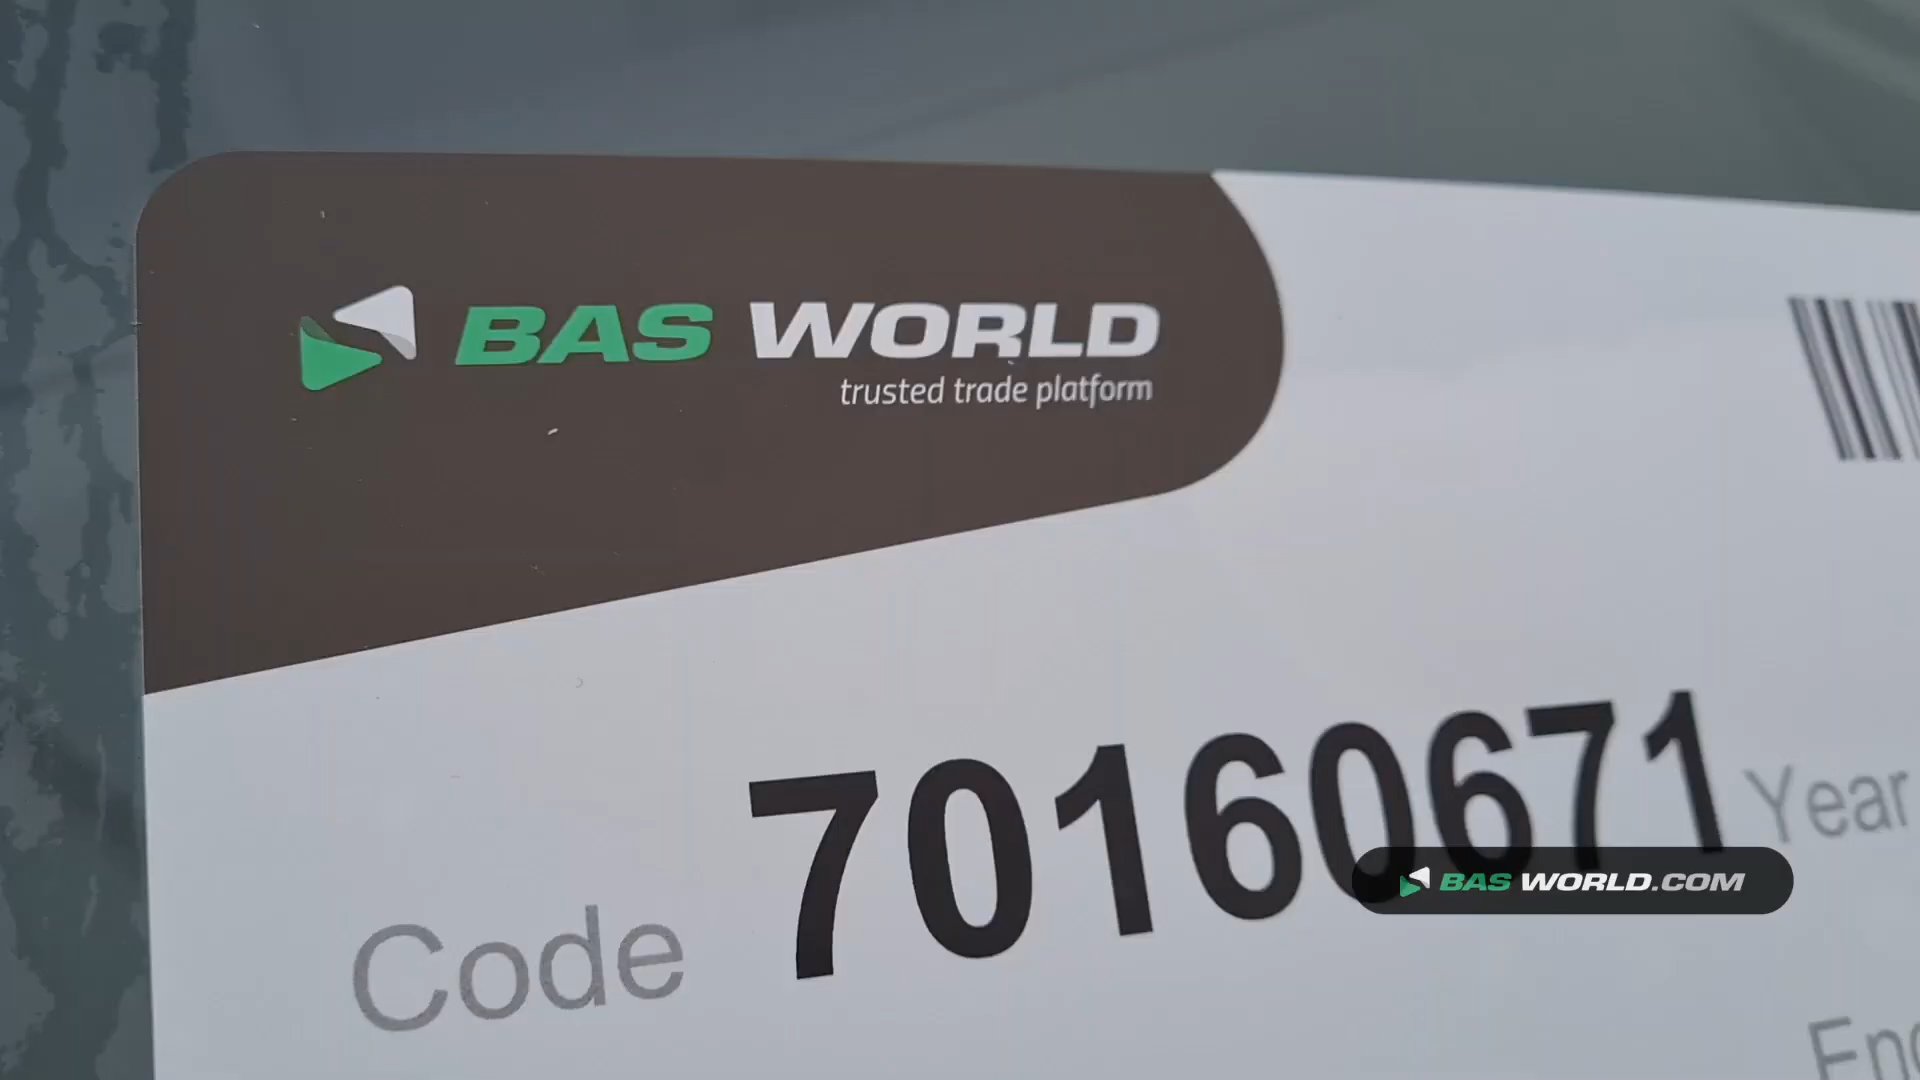 BAS WORLD
trusted trade platform
Code 70160671 Year
BAS WORLD.COM